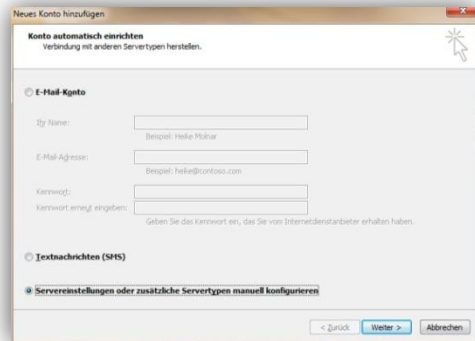 Neues Konto hinzufügen
Konto automatisch einrichten
Verbindung mit anderen Servertypen herstellen.
E-Mail-Konto
Ihr Name:
Beispiel: Heike Molnar
E-Mail-Adresse:
Beispiel: heike@contoso.com
Kennwort:
Kennwort erneut eingeben:
Geben Sie das Kennwort ein, das Sie vom Internetdienstanbieter erhalten haben.
Textnachrichten (SMS)
Servereinstellungen oder zusätzliche Servertypen manuell konfigurieren
< Zurück Weiter > Abbrechen